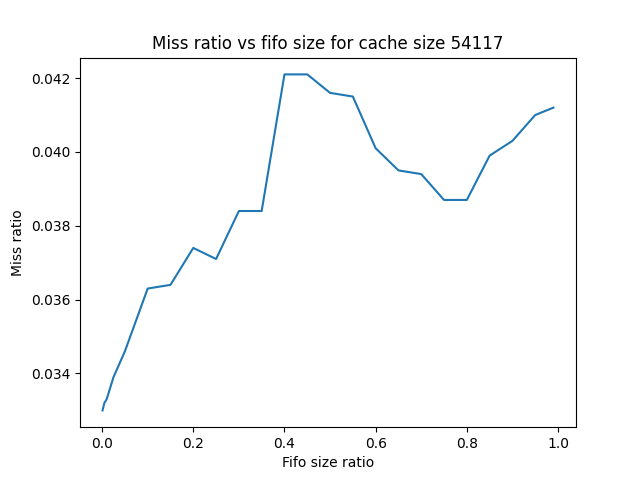 Miss ratio vs fifo size for cache size 54117
0.042
0.040
0.038
0.036
0.034
Miss ratio
0.0 0.2 0.4 0.6 0.8 1.0
Fifo size ratio